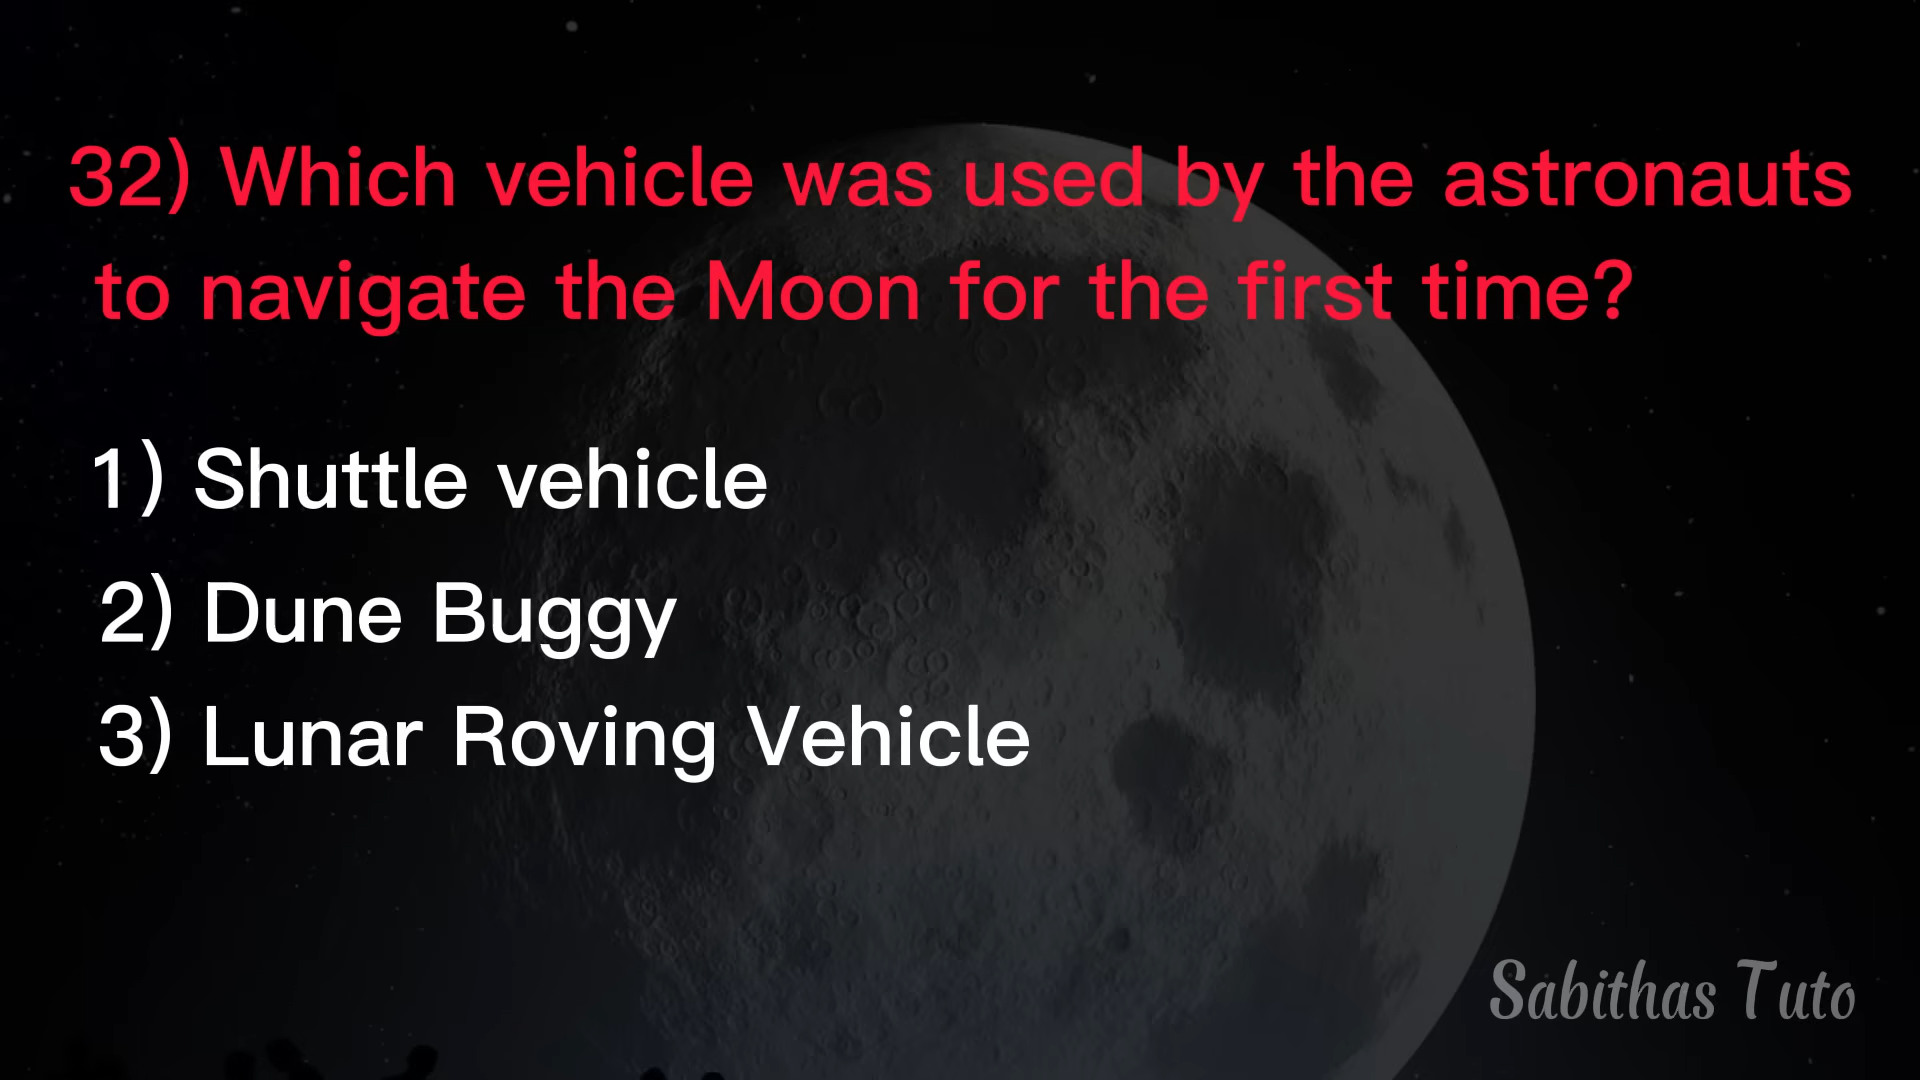 32) Which vehicle was used by the astronauts
to navigate the Moon for the first time?
1) Shuttle vehicle
2) Dune Buggy
3) Lunar Roving Vehicle
Sabithas Tuto